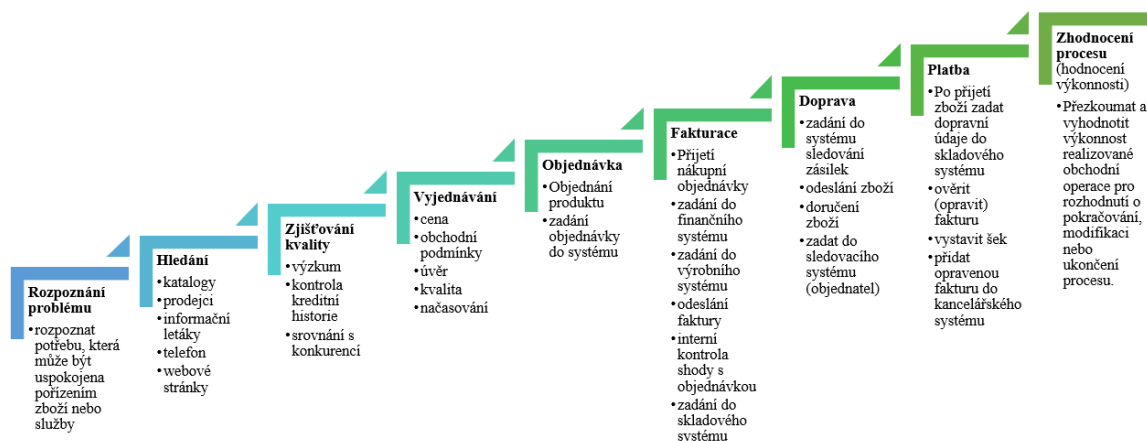 Rozpoznání
problému
•rozpoznat
potřebu, která
může být
uspokojena
pořízením
zboží nebo
služby
Hledání
•katalogy
•prodejci
•informační
letáky
•telefon
•webové
stránky
Zjišťování
kvality
•výzkum
•kontrola
kreditní
historie
•srovnání s
konkurencí
Vyjednávání
•cena
•obchodní
podmínky
•úvěr
•kvalita
•načasování
Objednávka
•Objednání
produktu
•zadání
objednávky
do systému
Fakturace
•Přijetí
nákupní
objednávky
•zadání do
finančního
systému
•zadání do
výrobního
systému
•odeslání
faktury
•interní
kontrola
shody s
objednávkou
•zadání do
skladového
systému
Doprava
•zadání do
systému
sledování
zásilek
•odeslání zboží
•doručení
zboží
•zadat do
sledovacího
systému
(objednatel)
Platba
•Po přijetí
zboží zadat
dopravní
údaje do
skladového
systému
•ověřit
(opravit)
fakturu
•vystavit šek
•přidat
opravenou
fakturu do
kancelářského
systému
Zhodnocení
procesu
(hodnocení
výkonnosti)
•Přezkoumat a
vyhodnotit
výkonnost
realizované
obchodní
operace pro
rozhodnutí o
pokračování,
modifikaci
nebo
ukončení
procesu.